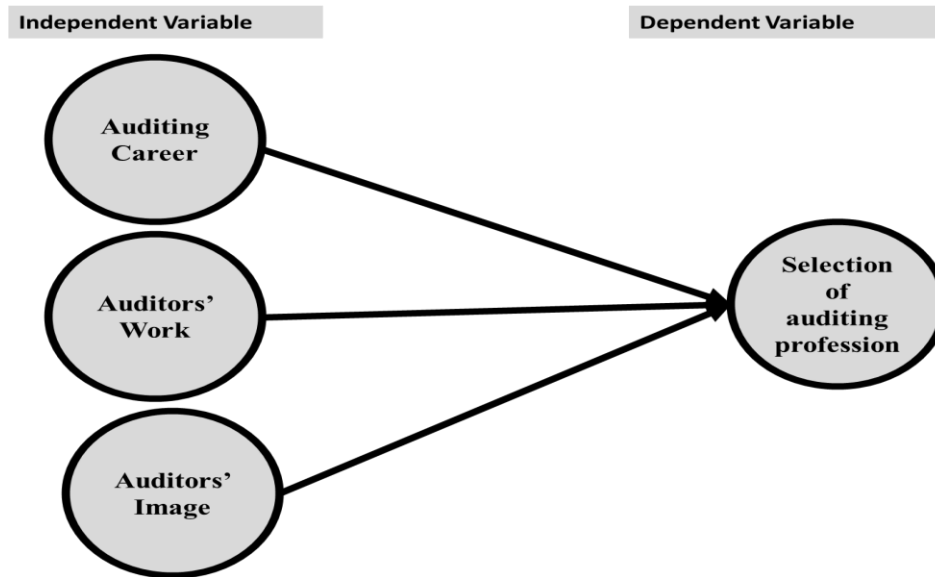 Independent Variable
Dependent Variable
Auditing
Career
Auditors’
Work
Auditors’
Image
Selection
of
auditing
profession